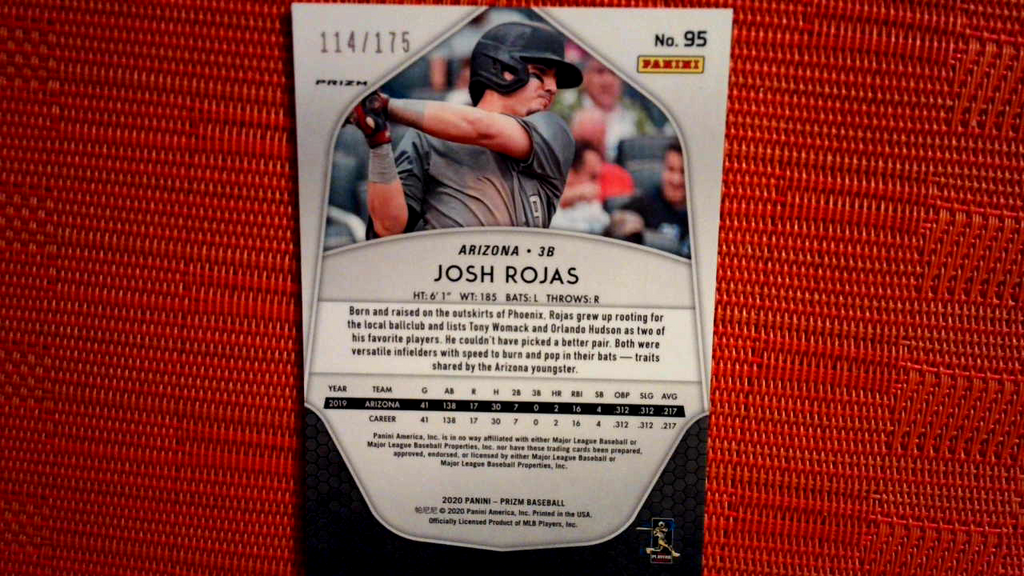 114/175
No. 95
PANINI
PRIZM
ARIZONA • 3B
JOSH ROJAS
HT: 6' 1" WT: 185 BATS: L THROWS: R
Born and raised on the outskirts of Phoenix, Rojas grew up rooting for
the local ballclub and lists Tony Womack and Orlando Hudson as two of
his favorite players. He couldn't have picked a better pair. Both were
versatile infielders with speed to burn and pop in their bats — traits
shared by the Arizona youngster.
YEAR TEAM G AB R H 2B 3B HR RBI SB OBP SLG AVG
2019 ARIZONA 41 138 17 30 7 0 2 16 4 .312 .312 .217
CAREER 41 138 17 30 7 0 2 16 4 .312 .312 .217
Panini America, Inc. is in no way affiliated with either Major League Baseball or
Major League Baseball Properties, Inc. nor have these trading cards been prepared,
approved, endorsed, or licensed by either Major League Baseball or
Major League Baseball Properties, Inc.
2020 PANINI – PRIZM BASEBALL
帕尼尼 © 2020 Panini America, Inc. Printed in the USA.
Officially Licensed Product of MLB Players, Inc.